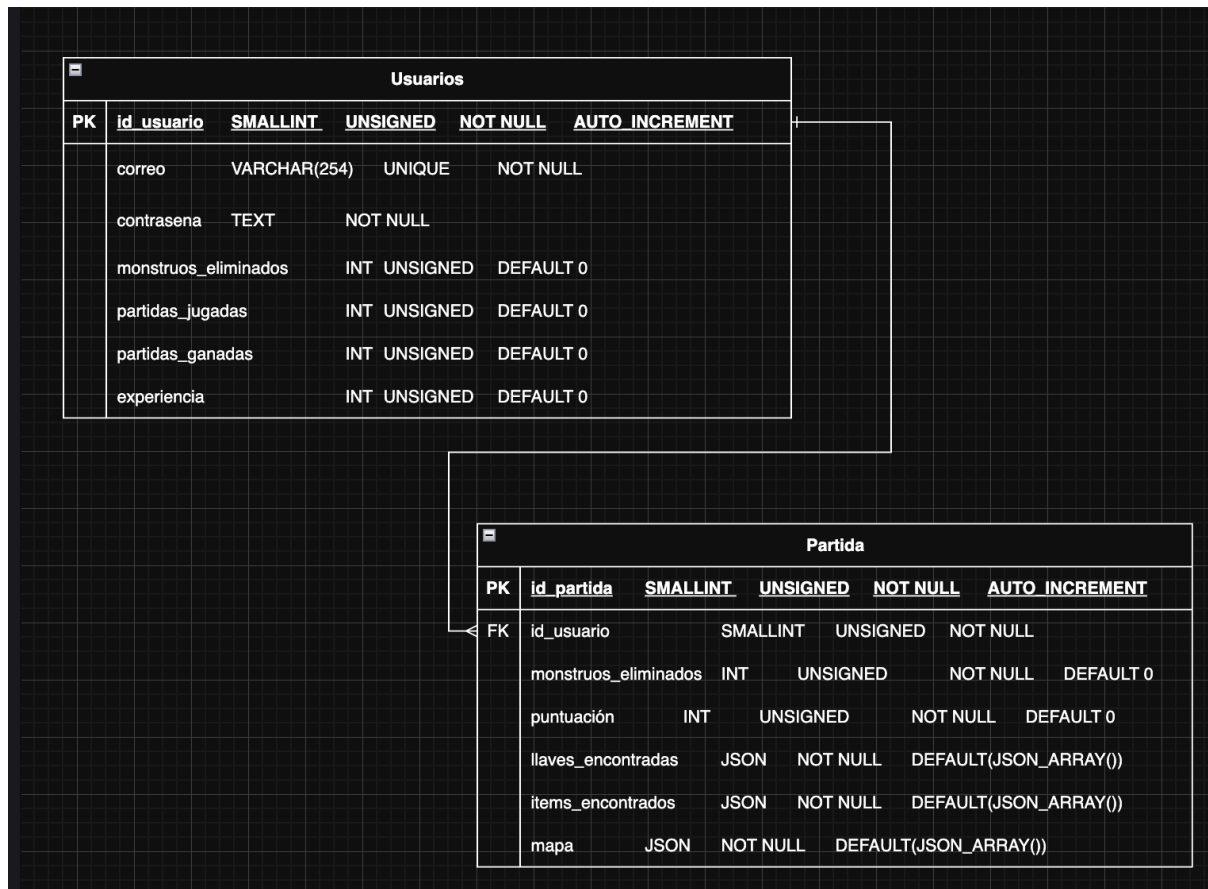 Usuarios
PK id_usuario SMALLINT UNSIGNED NOT NULL AUTO_INCREMENT
correo VARCHAR(254) UNIQUE NOT NULL
contrasena TEXT NOT NULL
monstruos_eliminados INT UNSIGNED DEFAULT 0
partidas_jugadas INT UNSIGNED DEFAULT 0
partidas_ganadas INT UNSIGNED DEFAULT 0
experiencia INT UNSIGNED DEFAULT 0
Partida
PK id_partida SMALLINT UNSIGNED NOT NULL AUTO_INCREMENT
FK id_usuario SMALLINT UNSIGNED NOT NULL
monstruos_eliminados INT UNSIGNED NOT NULL DEFAULT 0
puntuación INT UNSIGNED NOT NULL DEFAULT 0
llaves_encontradas JSON NOT NULL DEFAULT(JSON_ARRAY())
items_encontrados JSON NOT NULL DEFAULT(JSON_ARRAY())
mapa JSON NOT NULL DEFAULT(JSON_ARRAY())